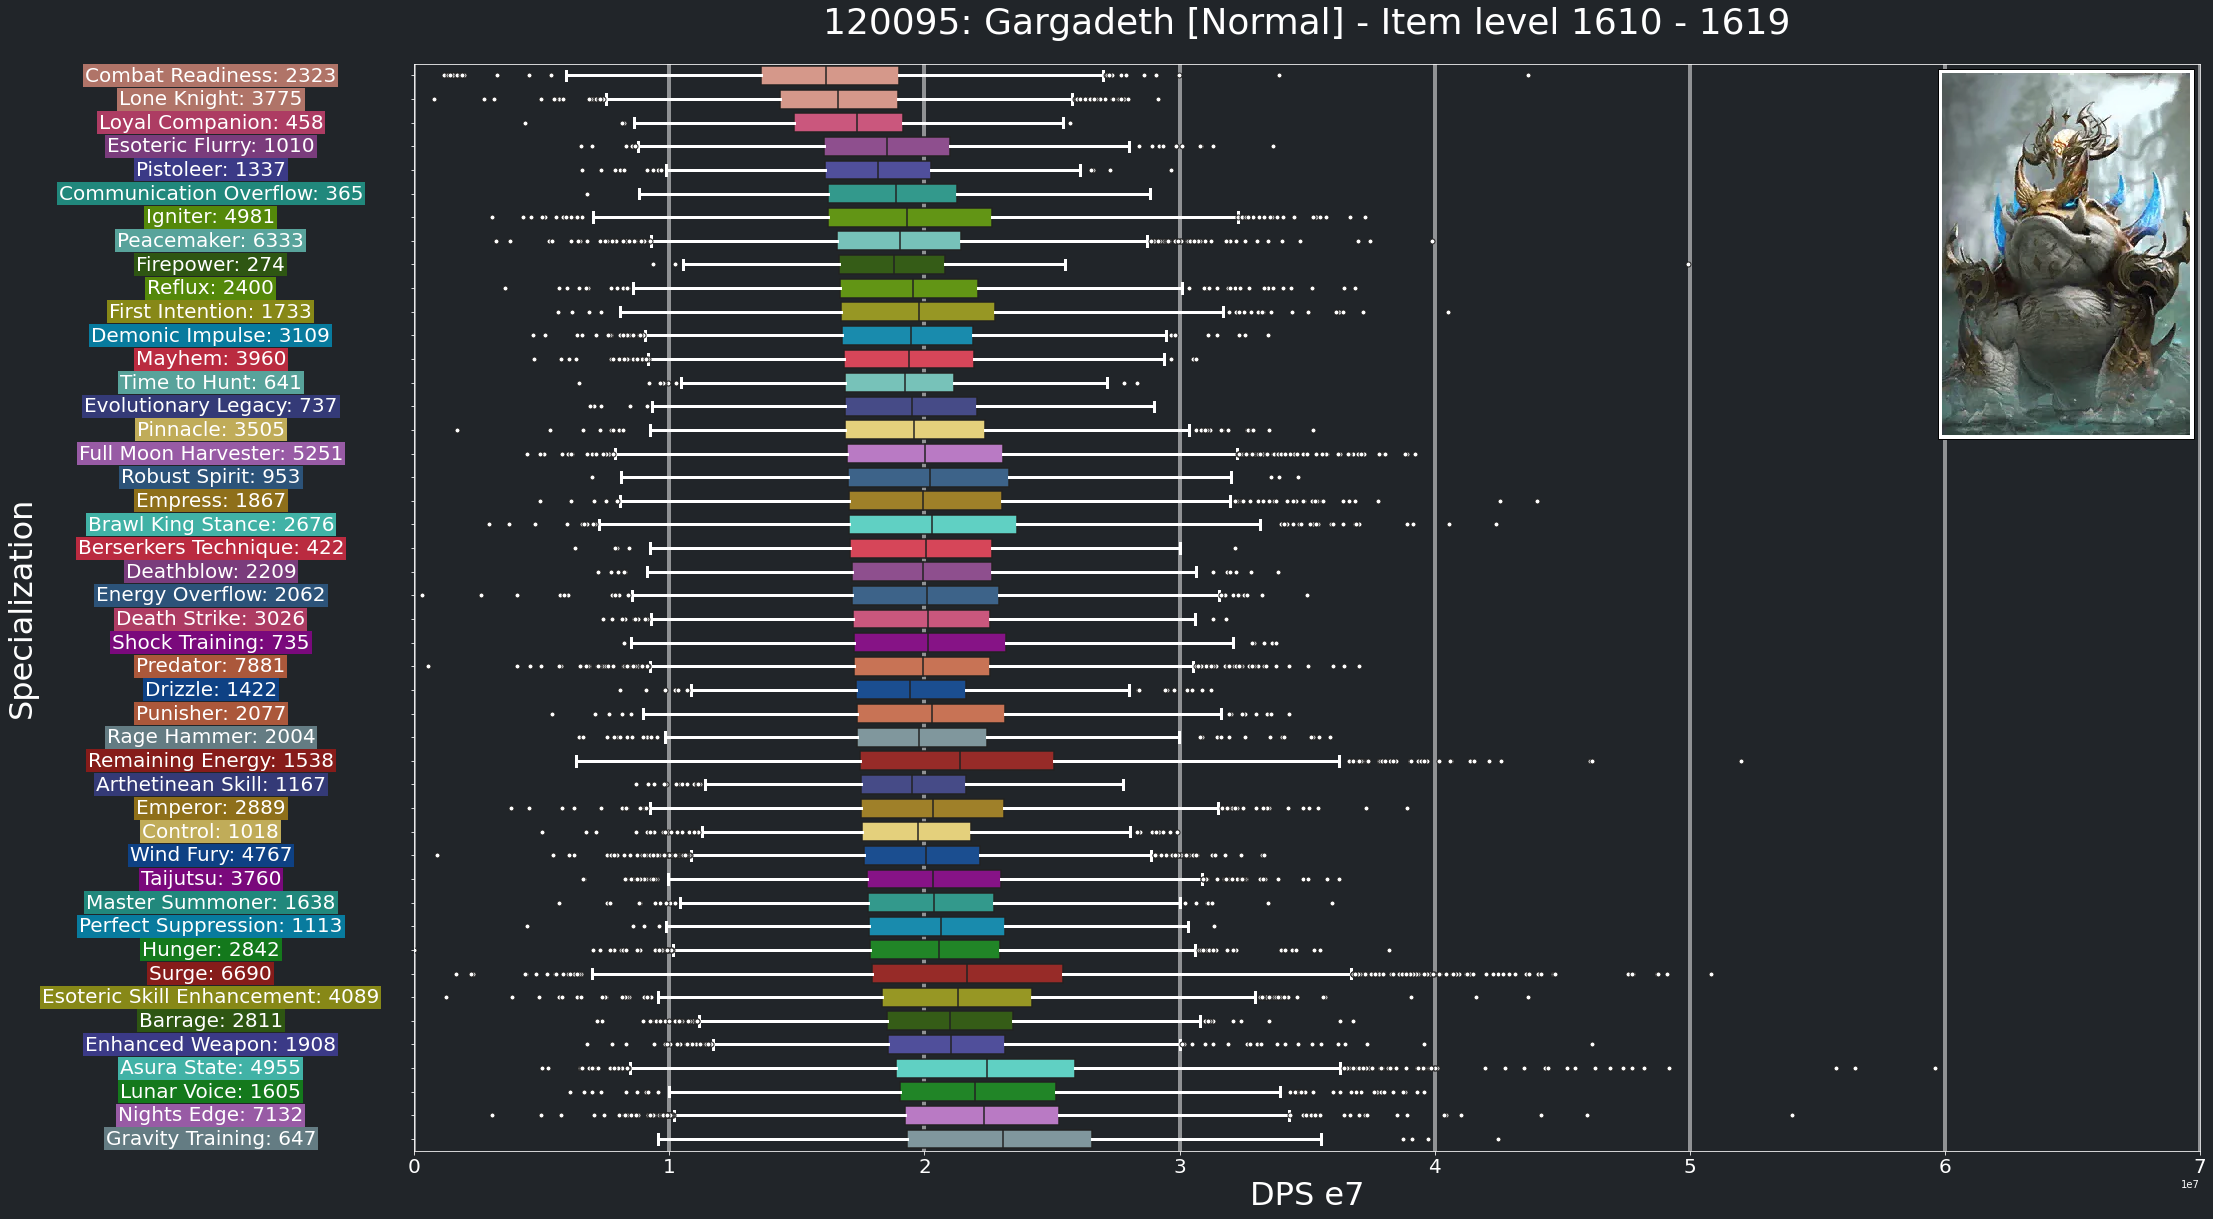 120095: Gargadeth [Normal] - Item level 1610 - 1619
Combat Readiness: 2323
Lone Knight: 3775
Loyal Companion: 458
Esoteric Flurry: 1010
Pistoleer: 1337
Communication Overflow: 365
Igniter: 4981
Peacemaker: 6333
Firepower: 274
Reflux: 2400
First Intention: 1733
Demonic Impulse: 3109
Mayhem: 3960
Time to Hunt: 641
Evolutionary Legacy: 737
Pinnacle: 3505
Full Moon Harvester: 5251
Robust Spirit: 953
Empress: 1867
Brawl King Stance: 2676
Berserkers Technique: 422
Deathblow: 2209
Energy Overflow: 2062
Death Strike: 3026
Shock Training: 735
Predator: 7881
Drizzle: 1422
Punisher: 2077
Rage Hammer: 2004
Remaining Energy: 1538
Arthetinean Skill: 1167
Emperor: 2889
Control: 1018
Wind Fury: 4767
Taijutsu: 3760
Master Summoner: 1638
Perfect Suppression: 1113
Hunger: 2842
Surge: 6690
Esoteric Skill Enhancement: 4089
Barrage: 2811
Enhanced Weapon: 1908
Asura State: 4955
Lunar Voice: 1605
Nights Edge: 7132
Gravity Training: 647
Specialization
0 1 2 3 4 5 6 7
1e7
DPS e7